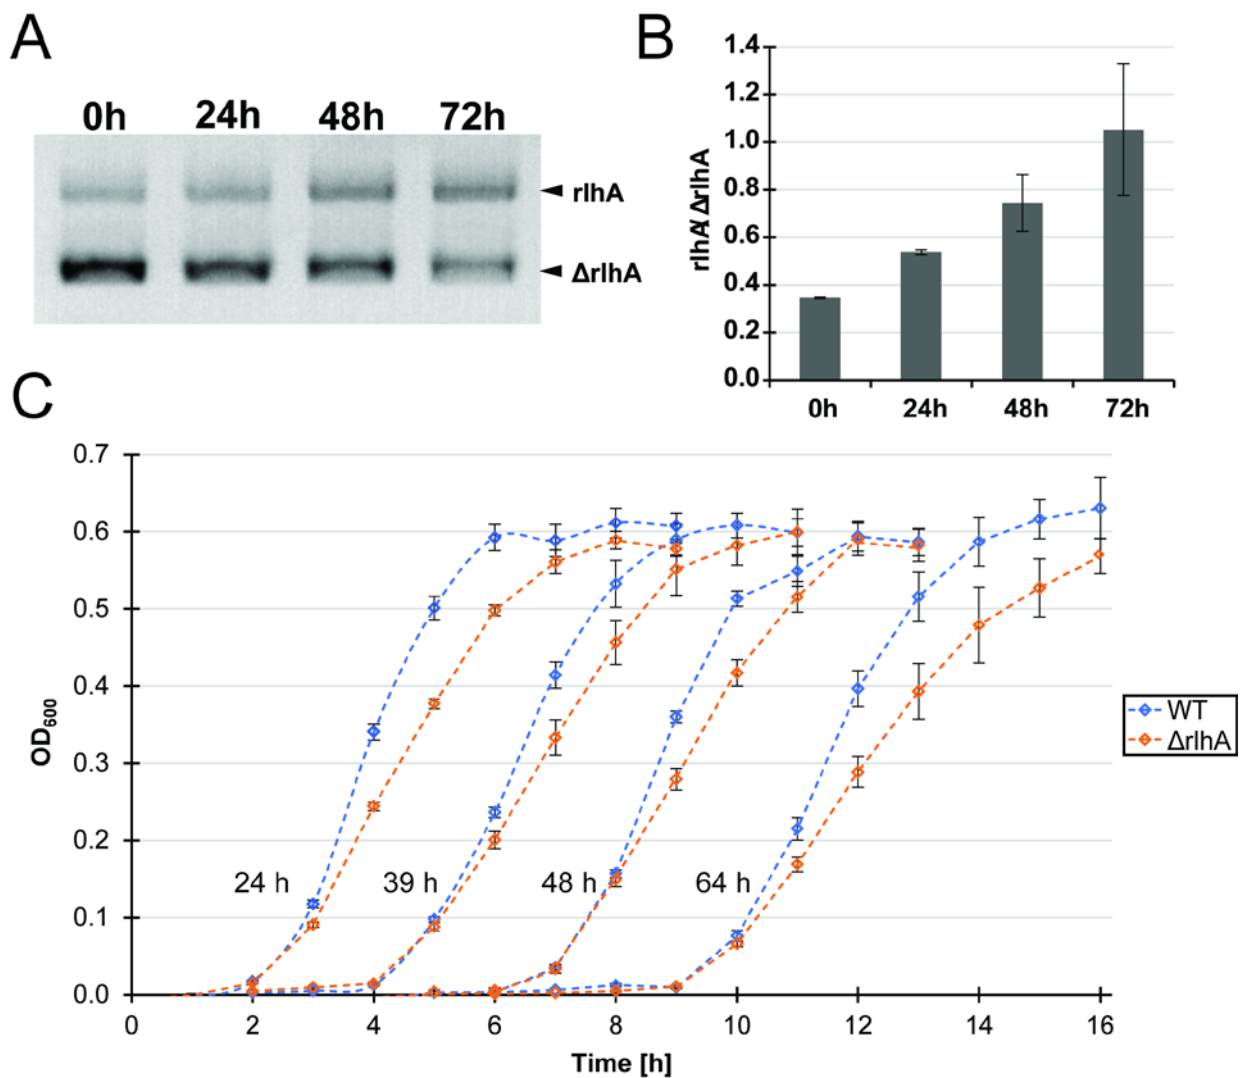 A
0h 24h 48h 72h
rlhA
ΔrlhA
B
rlhA/ΔrlhA
1.4
1.2
1.0
0.8
0.6
0.4
0.2
0.0
0h 24h 48h 72h
C
OD600
0.7
0.6
0.5
0.4
0.3
0.2
0.1
0.0
24 h 39 h 48 h 64 h
0 2 4 6 8 10 12 14 16
Time [h]
WT
ΔrlhA